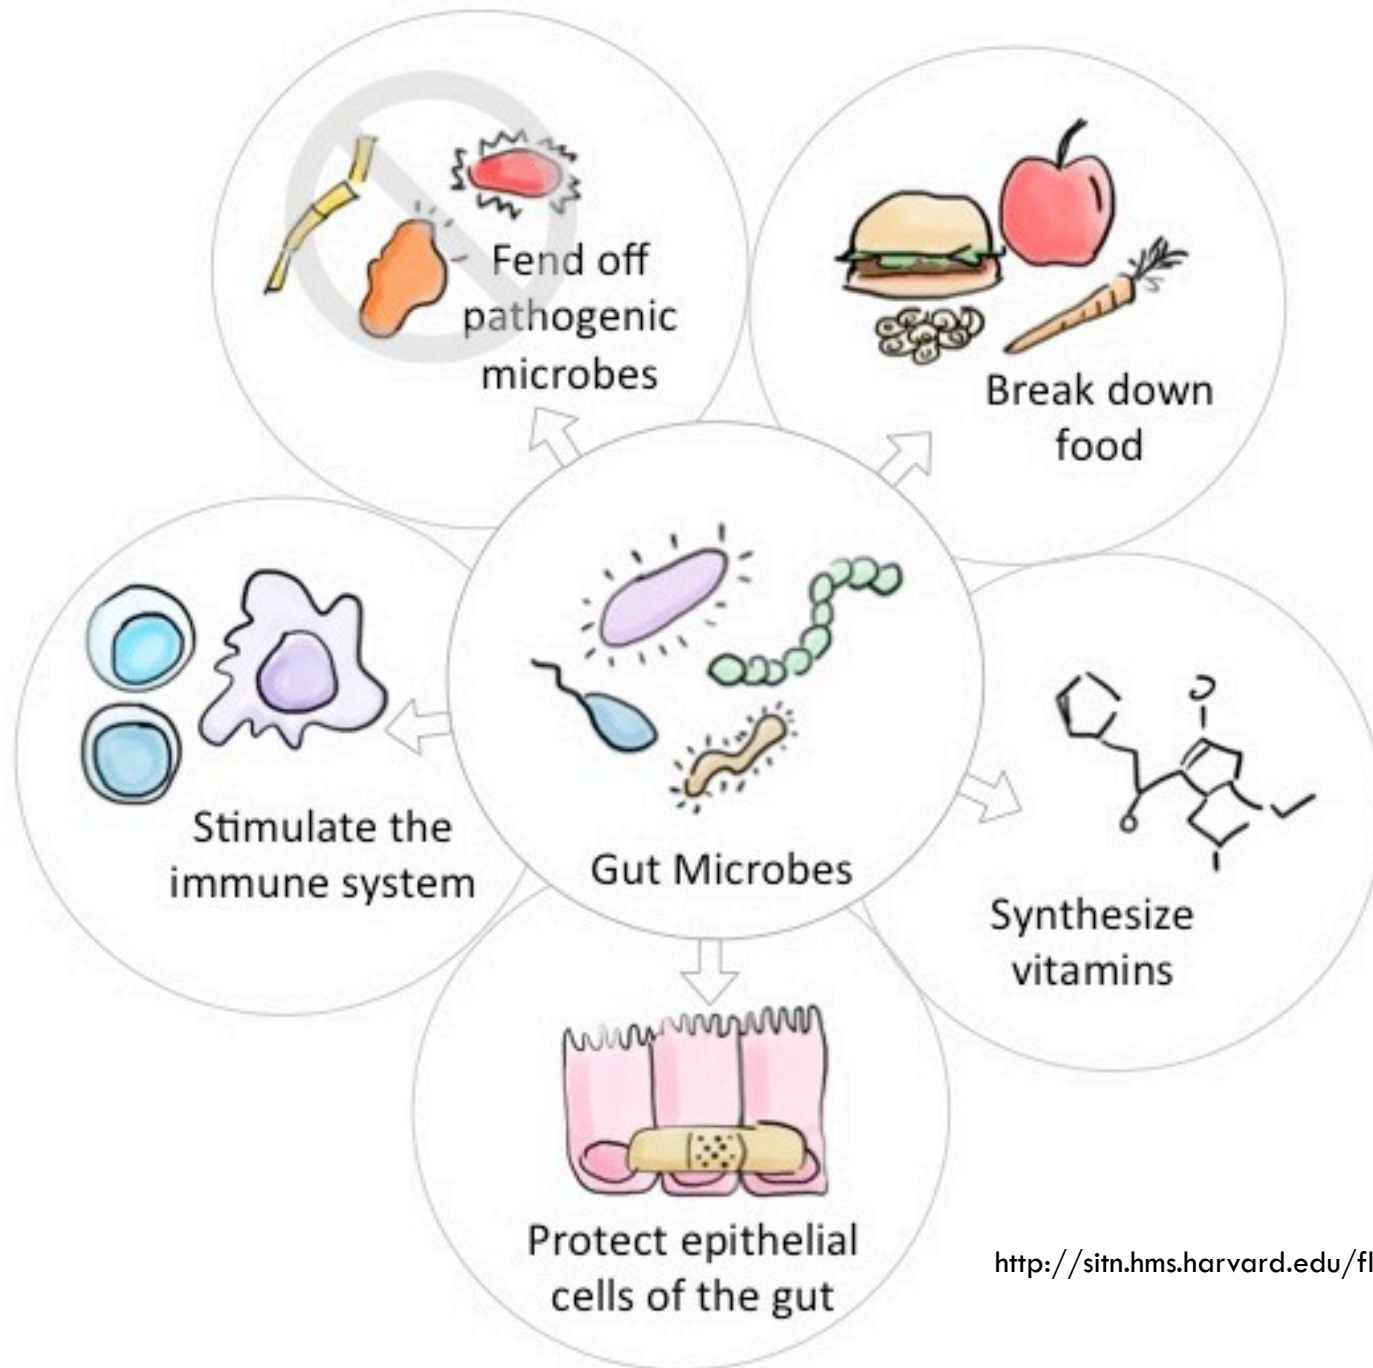 Fend off
pathogenic
microbes
Break down
food
Stimulate the
immune system
Gut Microbes
Synthesize
vitamins
Protect epithelial
cells of the gut
http://sitn.hms.harvard.edu/fl